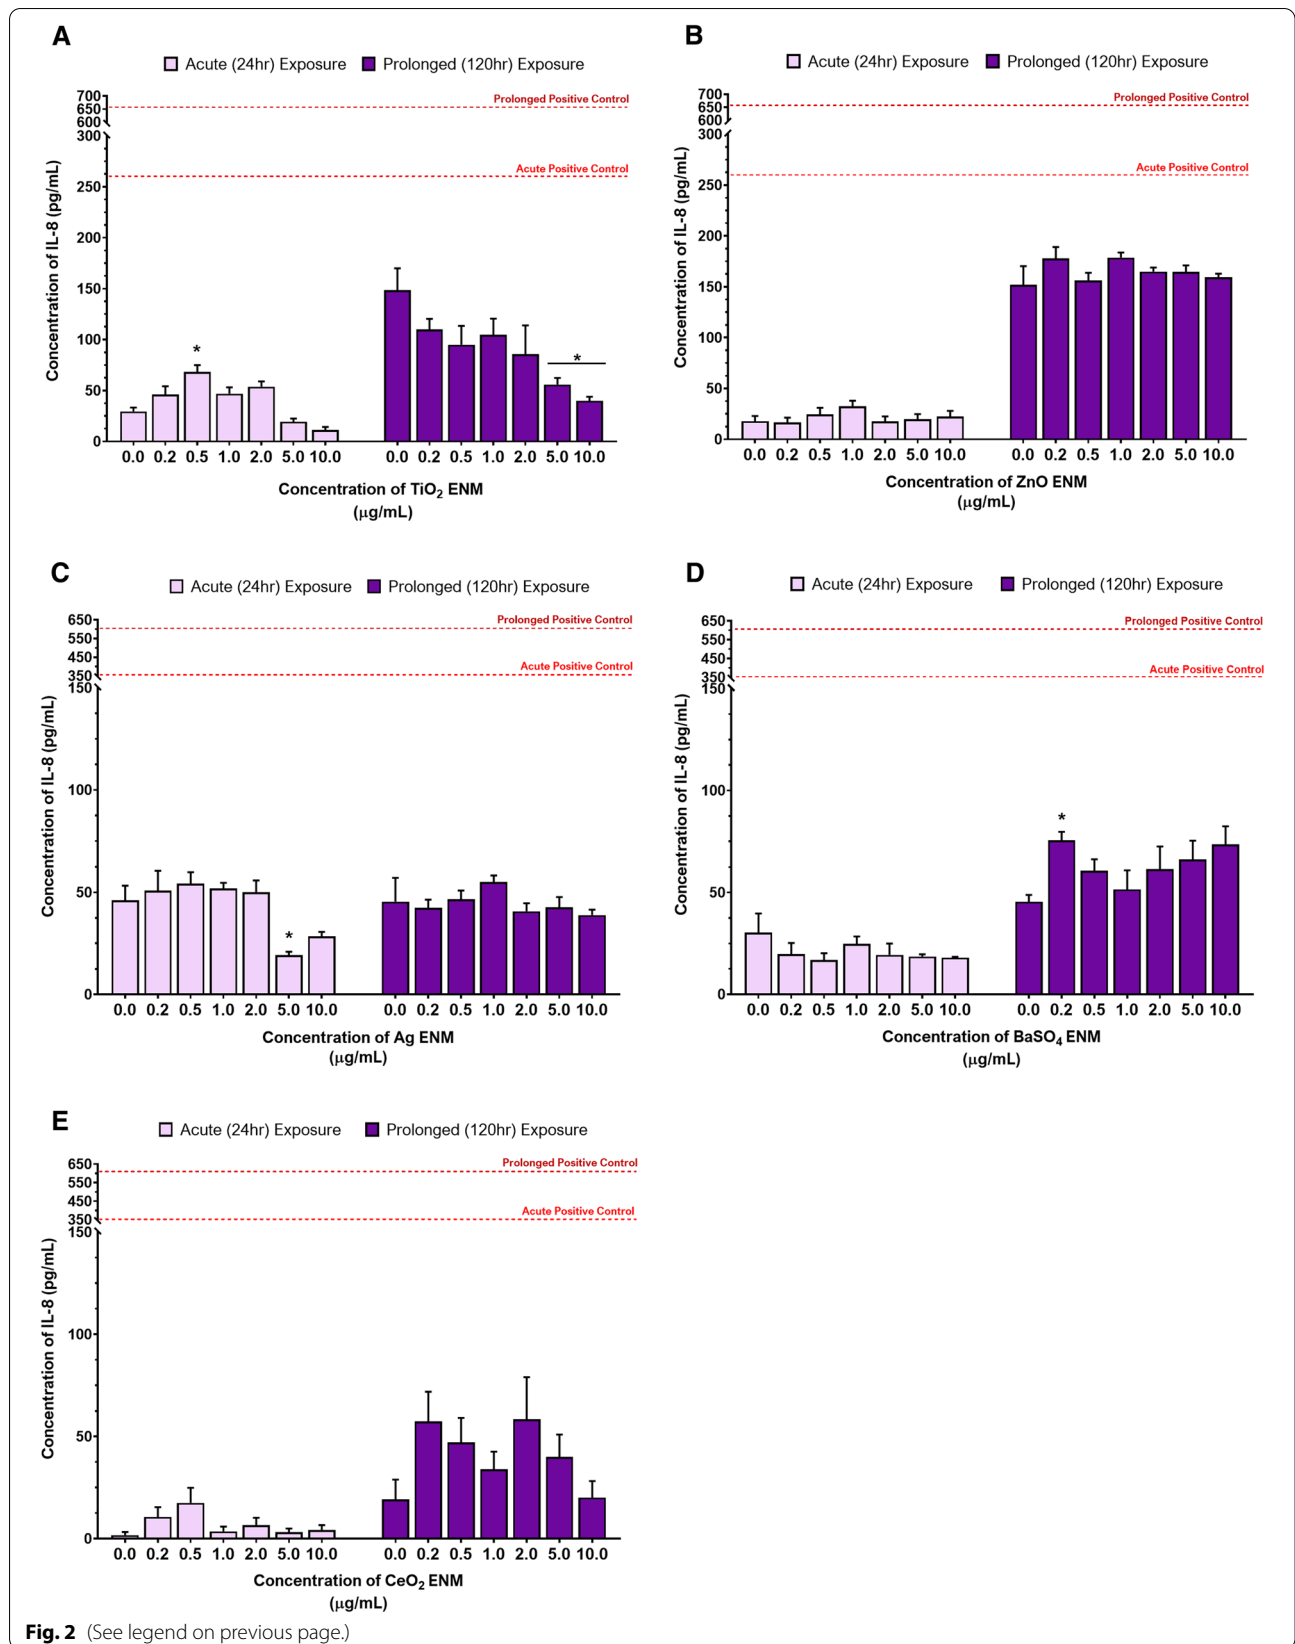 A
Acute (24hr) Exposure Prolonged (120hr) Exposure
700
650
600
300
250
200
150
100
50
0
Prolonged Positive Control
Acute Positive Control
*
*
Concentration of IL-8 (pg/mL)
0.0 0.2 0.5 1.0 2.0 5.0 10.0 0.0 0.2 0.5 1.0 2.0 5.0 10.0
Concentration of TiO2 ENM
(μg/mL)
B
Acute (24hr) Exposure Prolonged (120hr) Exposure
700
650
600
300
250
200
150
100
50
0
Prolonged Positive Control
Acute Positive Control
Concentration of IL-8 (pg/mL)
0.0 0.2 0.5 1.0 2.0 5.0 10.0 0.0 0.2 0.5 1.0 2.0 5.0 10.0
Concentration of ZnO ENM
(μg/mL)
C
Acute (24hr) Exposure Prolonged (120hr) Exposure
650
550
450
350
150
100
50
0
Prolonged Positive Control
Acute Positive Control
*
Concentration of IL-8 (pg/mL)
0.0 0.2 0.5 1.0 2.0 5.0 10.0 0.0 0.2 0.5 1.0 2.0 5.0 10.0
Concentration of Ag ENM
(μg/mL)
D
Acute (24hr) Exposure Prolonged (120hr) Exposure
650
550
450
350
150
100
50
0
Prolonged Positive Control
Acute Positive Control
*
Concentration of IL-8 (pg/mL)
0.0 0.2 0.5 1.0 2.0 5.0 10.0 0.0 0.2 0.5 1.0 2.0 5.0 10.0
Concentration of BaSO4 ENM
(μg/mL)
E
Acute (24hr) Exposure Prolonged (120hr) Exposure
650
550
450
350
150
100
50
0
Prolonged Positive Control
Acute Positive Control
Concentration of IL-8 (pg/mL)
0.0 0.2 0.5 1.0 2.0 5.0 10.0 0.0 0.2 0.5 1.0 2.0 5.0 10.0
Concentration of CeO2 ENM
(μg/mL)
Fig. 2 (See legend on previous page.)